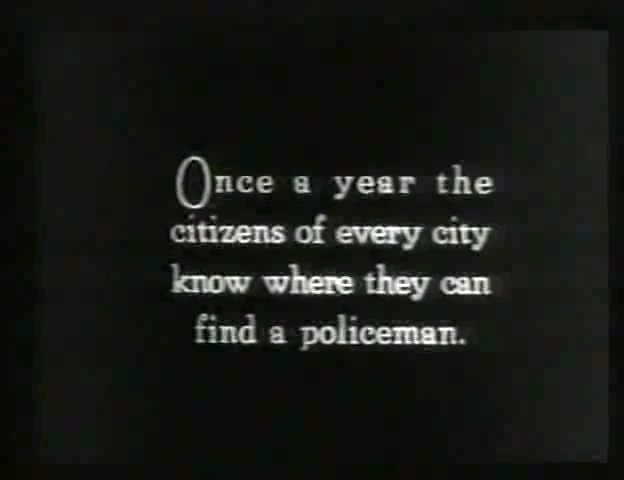 Once a year the
citizens of every city
know where they can
find a policeman.